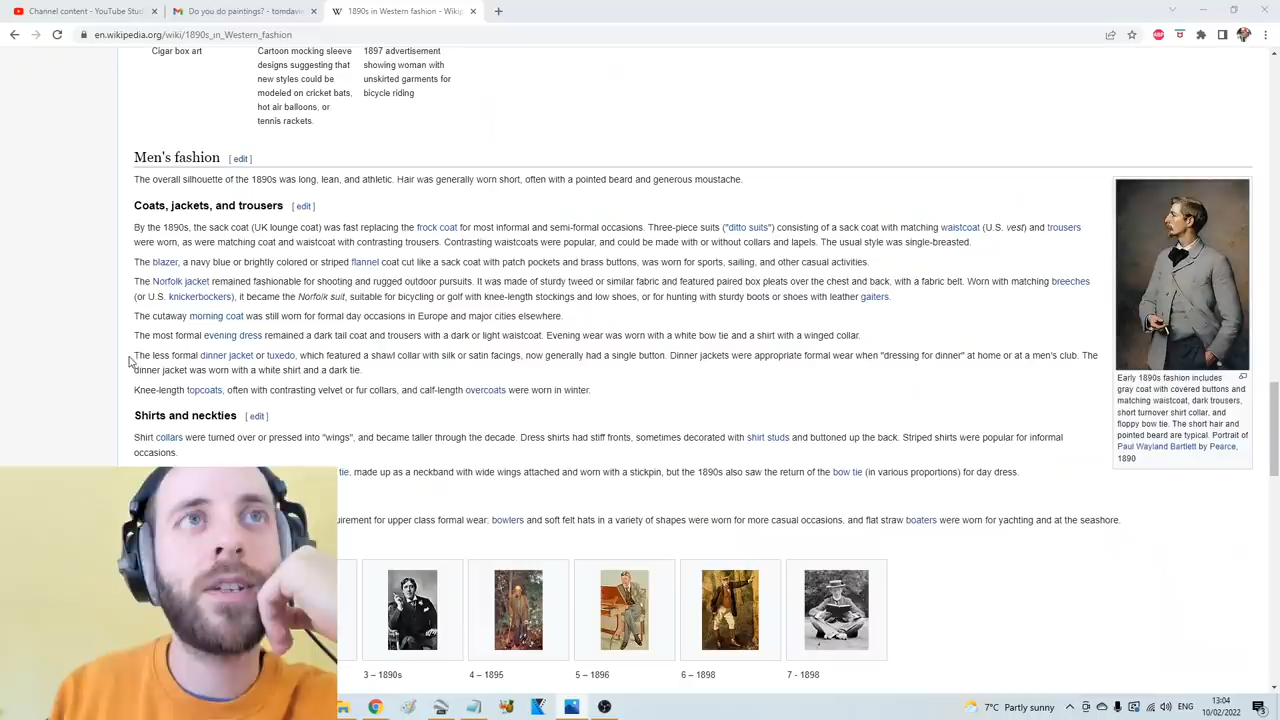 Channel content - YouTube Stud
Do you do paintings? - tomdavie
1890s in Western fashion - Wikip
en.wikipedia.org/wiki/1890s_in_Western_fashion
ABP
Cigar box art
Cartoon mocking sleeve
designs suggesting that
new styles could be
modeled on cricket bats,
hot air balloons, or
tennis rackets.
1897 advertisement
showing woman with
unskirted garments for
bicycle riding
Men's fashion [ edit ]
The overall silhouette of the 1890s was long, lean, and athletic. Hair was generally worn short, often with a pointed beard and generous moustache.
Coats, jackets, and trousers [ edit ]
By the 1890s, the sack coat (UK lounge coat) was fast replacing the frock coat for most informal and semi-formal occasions. Three-piece suits ("ditto suits") consisting of a sack coat with matching waistcoat (U.S. vest) and trousers
were worn, as were matching coat and waistcoat with contrasting trousers. Contrasting waistcoats were popular, and could be made with or without collars and lapels. The usual style was single-breasted.
The blazer, a navy blue or brightly colored or striped flannel coat cut like a sack coat with patch pockets and brass buttons, was worn for sports, sailing, and other casual activities.
The Norfolk jacket remained fashionable for shooting and rugged outdoor pursuits. It was made of sturdy tweed or similar fabric and featured paired box pleats over the chest and back, with a fabric belt. Worn with matching breeches
(or U.S. knickerbockers), it became the Norfolk suit, suitable for bicycling or golf with knee-length stockings and low shoes, or for hunting with sturdy boots or shoes with leather gaiters.
The cutaway morning coat was still worn for formal day occasions in Europe and major cities elsewhere.
The most formal evening dress remained a dark tail coat and trousers with a dark or light waistcoat. Evening wear was worn with a white bow tie and a shirt with a winged collar.
The less formal dinner jacket or tuxedo, which featured a shawl collar with silk or satin facings, now generally had a single button. Dinner jackets were appropriate formal wear when "dressing for dinner" at home or at a men's club. The
dinner jacket was worn with a white shirt and a dark tie.
Knee-length topcoats, often with contrasting velvet or fur collars, and calf-length overcoats were worn in winter.
Early 1890s fashion includes
gray coat with covered buttons and
matching waistcoat, dark trousers,
short turnover shirt collar, and
floppy bow tie. The short hair and
pointed beard are typical. Portrait of
Paul Wayland Bartlett by Pearce,
1890
Shirts and neckties [ edit ]
Shirt collars were turned over or pressed into "wings", and became taller through the decade. Dress shirts had stiff fronts, sometimes decorated with shirt studs and buttoned up the back. Striped shirts were popular for informal
occasions.
tie, made up as a neckband with wide wings attached and worn with a stickpin, but the 1890s also saw the return of the bow tie (in various proportions) for day dress.
uirement for upper class formal wear; bowlers and soft felt hats in a variety of shapes were worn for more casual occasions, and flat straw boaters were worn for yachting and at the seashore.
3 – 1890s
4 – 1895
5 – 1896
6 – 1898
7 - 1898
7°C Partly sunny
ENG
13:04
10/02/2022
3